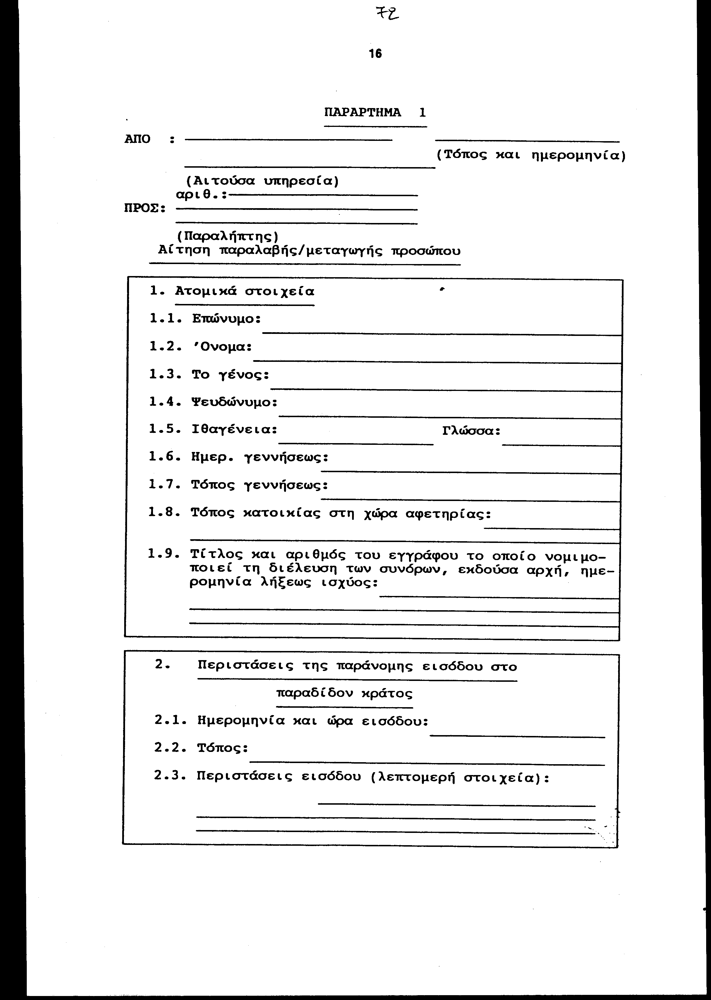 72
16
ΠΑΡΑΡΤΗΜΑ 1
ΑΠΟ :
(Τόπος και ημερομηνία)
(Αιτούσα υπηρεσία)
αριθ.:
ΠΡΟΣ:
(Παραλήπτης)
Αίτηση παραλαβής/μεταγωγής προσώπου
1. Ατομικά στοιχεία
1.1. Επώνυμο:
1.2. 'Ονομα:
1.3. Το γένος:
1.4. Ψευδώνυμο:
1.5. Ιθαγένεια: Γλώσσα:
1.6. Ημερ. γεννήσεως:
1.7. Τόπος γεννήσεως:
1.8. Τόπος κατοικίας στη χώρα αφετηρίας:
1.9. Τίτλος και αριθμός του εγγράφου το οποίο νομιμο-
ποιεί τη διέλευση των συνόρων, εκδούσα αρχή, ημε-
ρομηνία λήξεως ισχύος:
2. Περιστάσεις της παράνομης εισόδου στο
παραδίδον κράτος
2.1. Ημερομηνία και ώρα εισόδου:
2.2. Τόπος:
2.3. Περιστάσεις εισόδου (λεπτομερή στοιχεία):